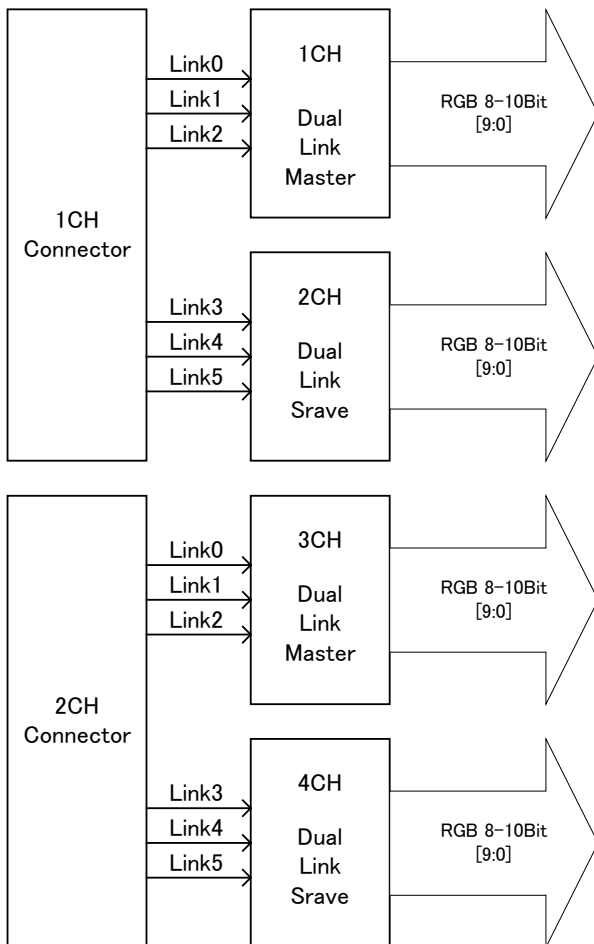 1CH
Connector
Link0
Link1
Link2
1CH
Dual
Link
Master
RGB 8-10Bit
[9:0]
Link3
Link4
Link5
2CH
Dual
Link
Srave
RGB 8-10Bit
[9:0]
2CH
Connector
Link0
Link1
Link2
3CH
Dual
Link
Master
RGB 8-10Bit
[9:0]
Link3
Link4
Link5
4CH
Dual
Link
Srave
RGB 8-10Bit
[9:0]